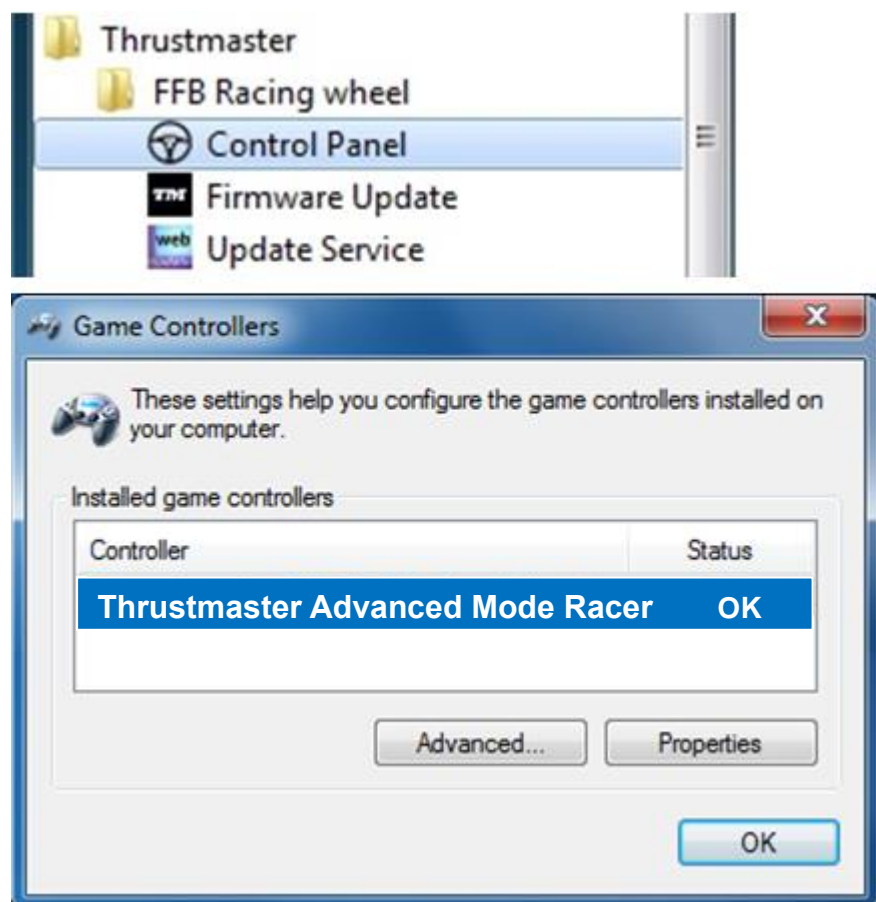 Thrustmaster
FFB Racing wheel
Control Panel
TM Firmware Update
web Update Service
Game Controllers
These settings help you configure the game controllers installed on
your computer.
Installed game controllers
Controller Status
Thrustmaster Advanced Mode Racer OK
Advanced... Properties
OK